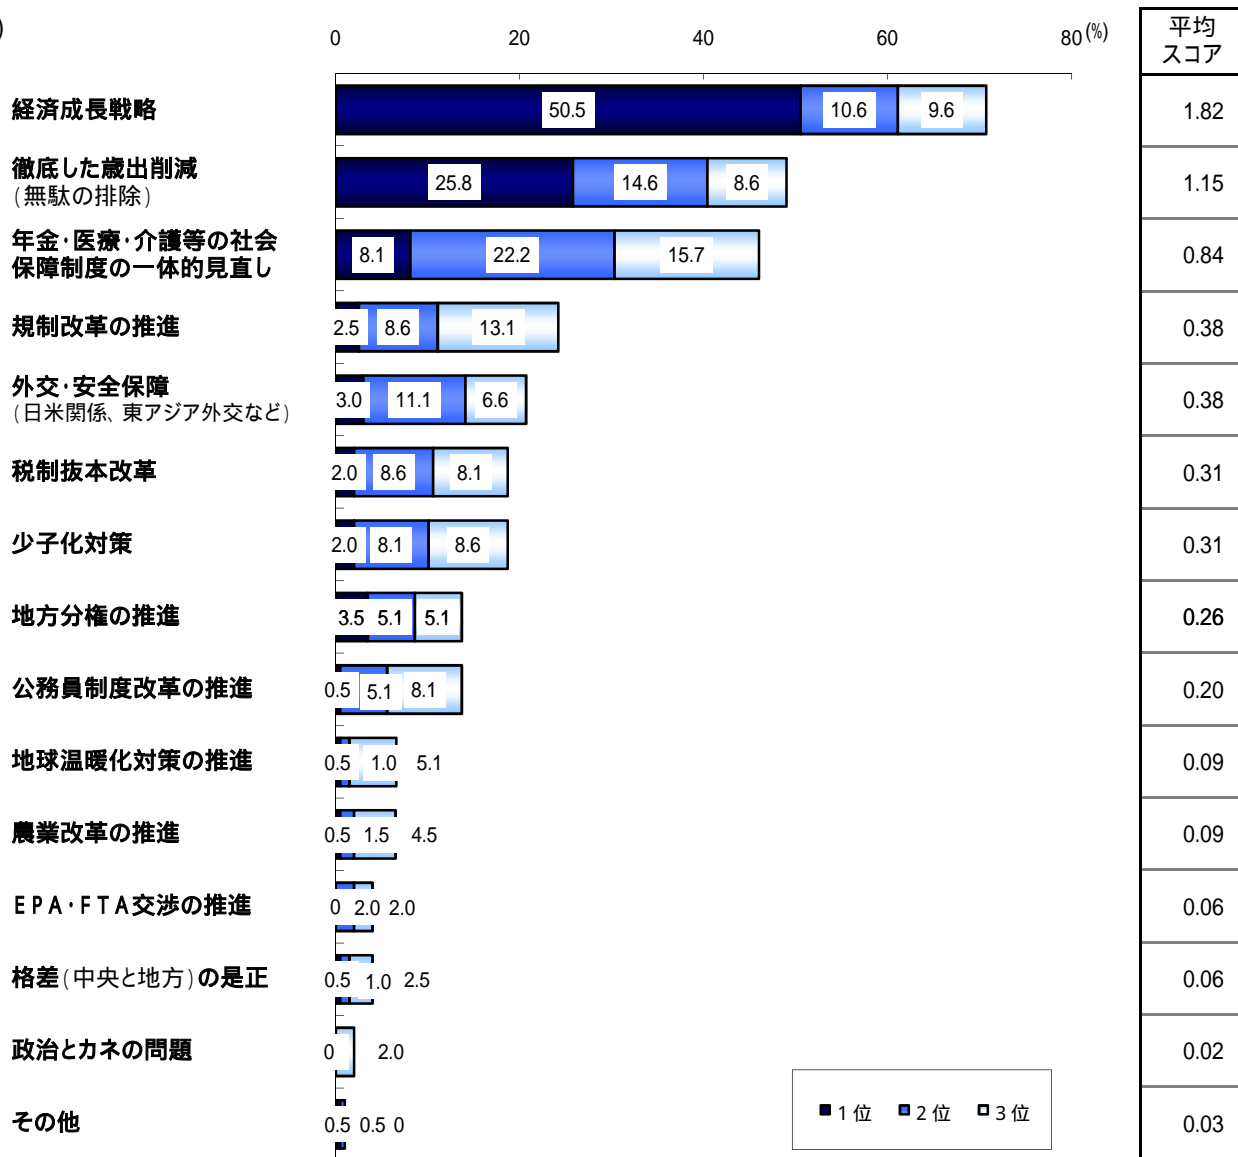 )
0 20 40 60 80 (%)
平均
スコア
経済成長戦略 50.5 10.6 9.6 1.82
徹底した歳出削減
(無駄の排除) 25.8 14.6 8.6 1.15
年金・医療・介護等の社会
保障制度の一体的見直し 8.1 22.2 15.7 0.84
規制改革の推進 2.5 8.6 13.1 0.38
外交・安全保障
(日米関係、東アジア外交など) 3.0 11.1 6.6 0.38
税制抜本改革 2.0 8.6 8.1 0.31
少子化対策 2.0 8.1 8.6 0.31
地方分権の推進 3.5 5.1 5.1 0.26
公務員制度改革の推進 0.5 5.1 8.1 0.20
地球温暖化対策の推進 0.5 1.0 5.1 0.09
農業改革の推進 0.5 1.5 4.5 0.09
EPA・FTA交渉の推進 0 2.0 2.0 0.06
格差(中央と地方)の是正 0.5 1.0 2.5 0.06
政治とカネの問題 0 2.0 0.02
その他 0.5 0.5 0 0.03
1位 2位 3位